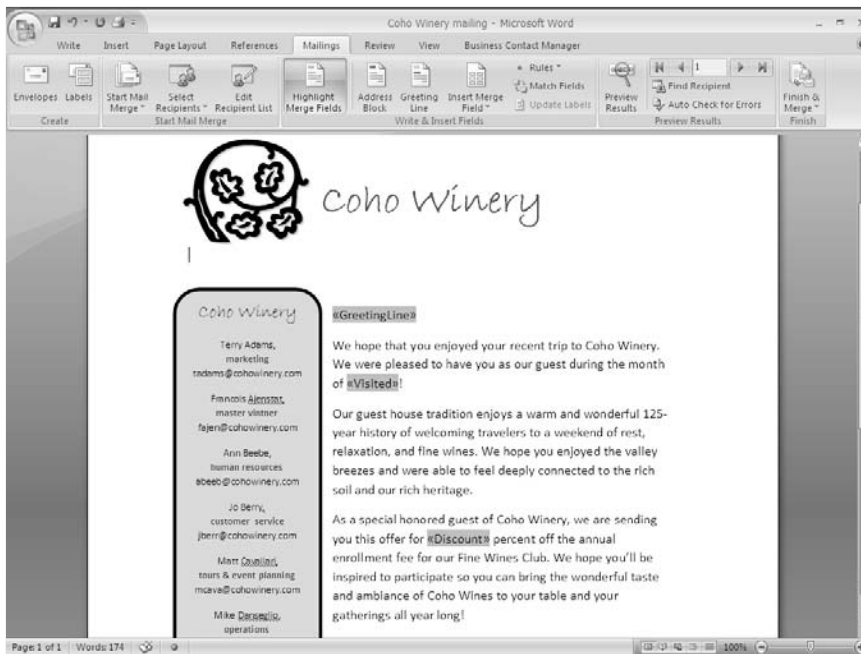 Coho Winery mailing - Microsoft Word
Write Insert Page Layout References Mailings Review View Business Contact Manager
Envelopes Labels Start Mail Merge Select Recipients Edit Recipient List Highlight Merge Fields Address Block Greeting Line Insert Merge Field Rules Match Fields Update Labels Preview Results 1 Find Recipient Auto Check for Errors Finish & Merge
Create Start Mail Merge Write & Insert Fields Preview Results Finish
Coho Winery
Coho Winery
Terry Adams,
marketing
tadams@cohowinery.com
Francois Ajenstat,
master vintner
fajen@cohowinery.com
Ann Beebe,
human resources
abeeb@cohowinery.com
Jo Berry,
customer service
jberr@cohowinery.com
Matt Cavallari,
tours & event planning
mcava@cohowinery.com
Mike Danseglio,
operations
«GreetingLine»
We hope that you enjoyed your recent trip to Coho Winery.
We were pleased to have you as our guest during the month
of «Visited»!
Our guest house tradition enjoys a warm and wonderful 125-
year history of welcoming travelers to a weekend of rest,
relaxation, and fine wines. We hope you enjoyed the valley
breezes and were able to feel deeply connected to the rich
soil and our rich heritage.
As a special honored guest of Coho Winery, we are sending
you this offer for «Discount» percent off the annual
enrollment fee for our Fine Wines Club. We hope you'll be
inspired to participate so you can bring the wonderful taste
and ambiance of Coho Wines to your table and your
gatherings all year long!
Page: 1 of 1 Words: 174 100%